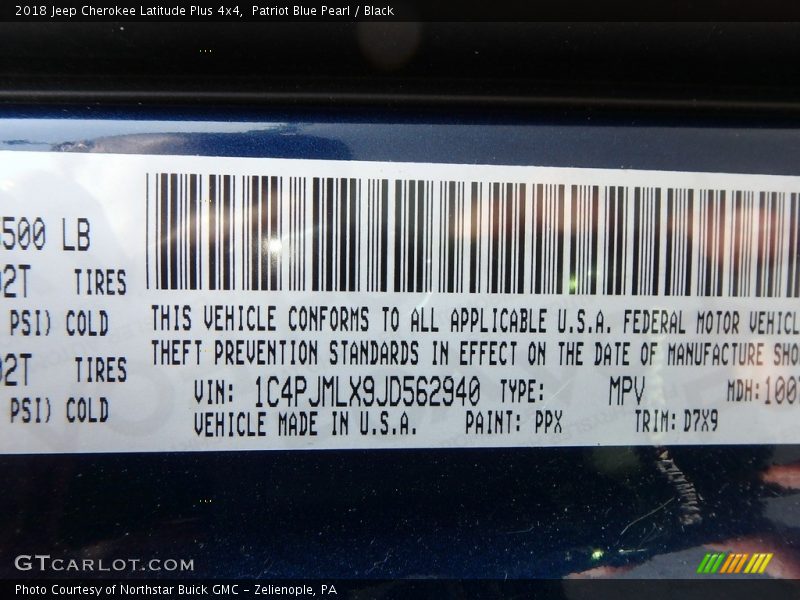 2018 Jeep Cherokee Latitude Plus 4x4,  Patriot Blue Pearl / Black
500 LB
TIRES
PSI) COLD
TIRES
PSI) COLD
THIS VEHICLE CONFORMS TO ALL APPLICABLE U.S.A. FEDERAL MOTOR VEHICL
THEFT PREVENTION STANDARDS IN EFFECT ON THE DATE OF MANUFACTURE SHO
VIN: 1C4PJMLX9JD562940 TYPE: MPV MDH:100
VEHICLE MADE IN U.S.A. PAINT: PPX TRIM: D7X9
GTCARLOT.COM
Photo Courtesy of Northstar Buick GMC - Zelienople, PA